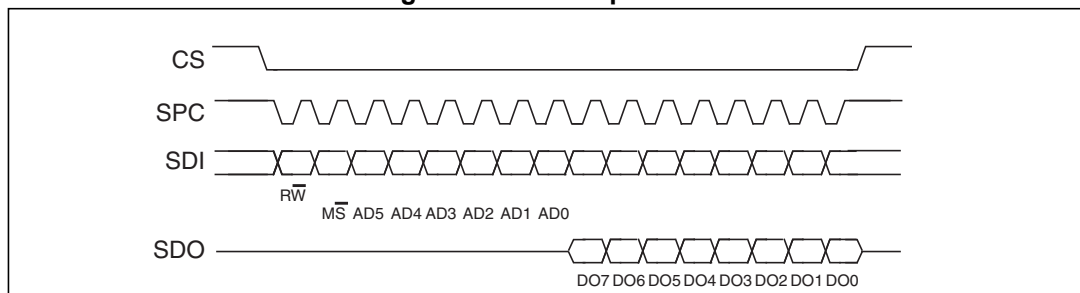 CS
SPC
SDI
RW̅
MS̅ AD5 AD4 AD3 AD2 AD1 AD0
SDO
DO7 DO6 DO5 DO4 DO3 DO2 DO1 DO0